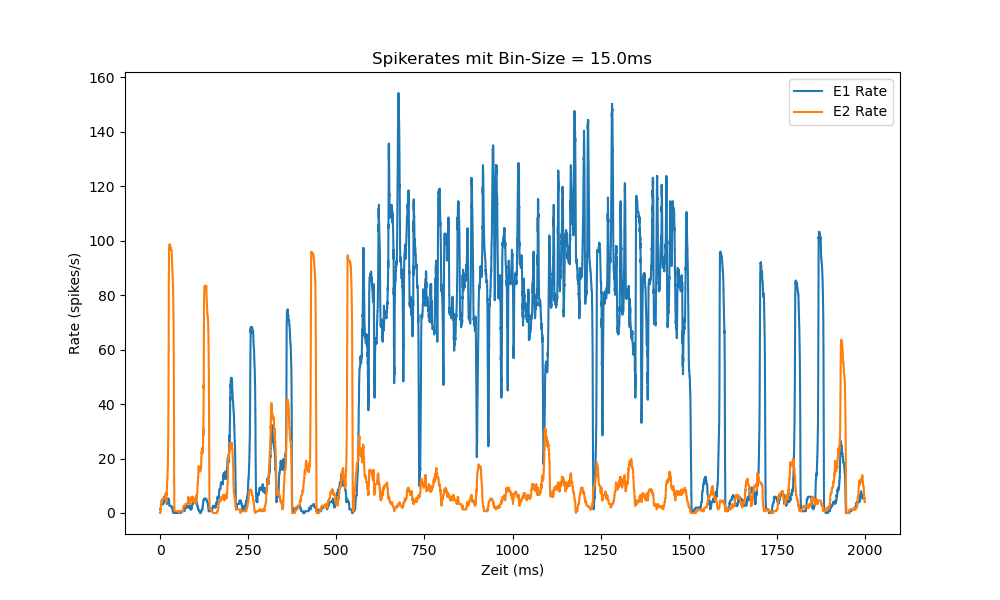 Spikerates mit Bin-Size = 15.0ms
160
140
120
100
80
60
40
20
0
Rate (spikes/s)
E1 Rate
E2 Rate
0 250 500 750 1000 1250 1500 1750 2000
Zeit (ms)